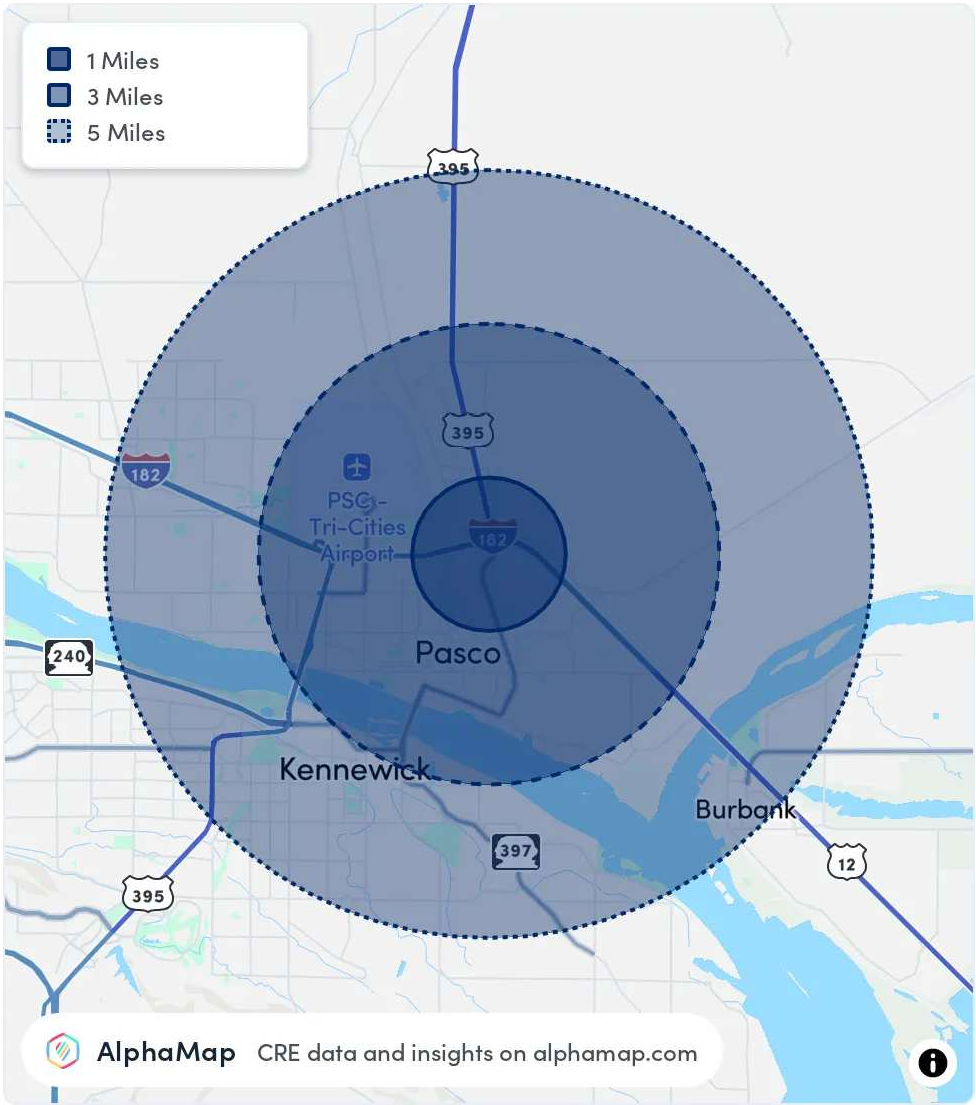 1 Miles
3 Miles
5 Miles
395
395
182
182
PSC -
Tri-Cities
Airport
240
Pasco
Kennewick
Burbank
397
12
395
AlphaMap CRE data and insights on alphamap.com